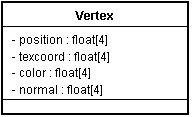 Vertex
- position : float[4]
- texcoord : float[4]
- color : float[4]
- normal : float[4]